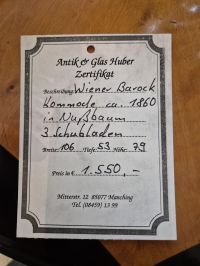 Antik & Glas Huber
Zertifikat
Beschreibung: Wiener Barock
Kommode ca. 1860
in Nußbaum
3 Schubladen
Breite: 106 Tiefe: 53 Höhe: 79
Preis in € 1.550,-
Mitterstr. 12 85077 Manching
Tel. (08459) 13 99